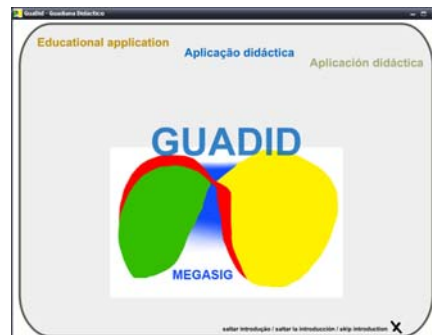 GuaDid - Guadiana Didáctico
Educational application
Aplicação didáctica
Aplicación didáctica
GUADID
MEGASIG
saltar introdução / saltar la introducción / skip introduction X